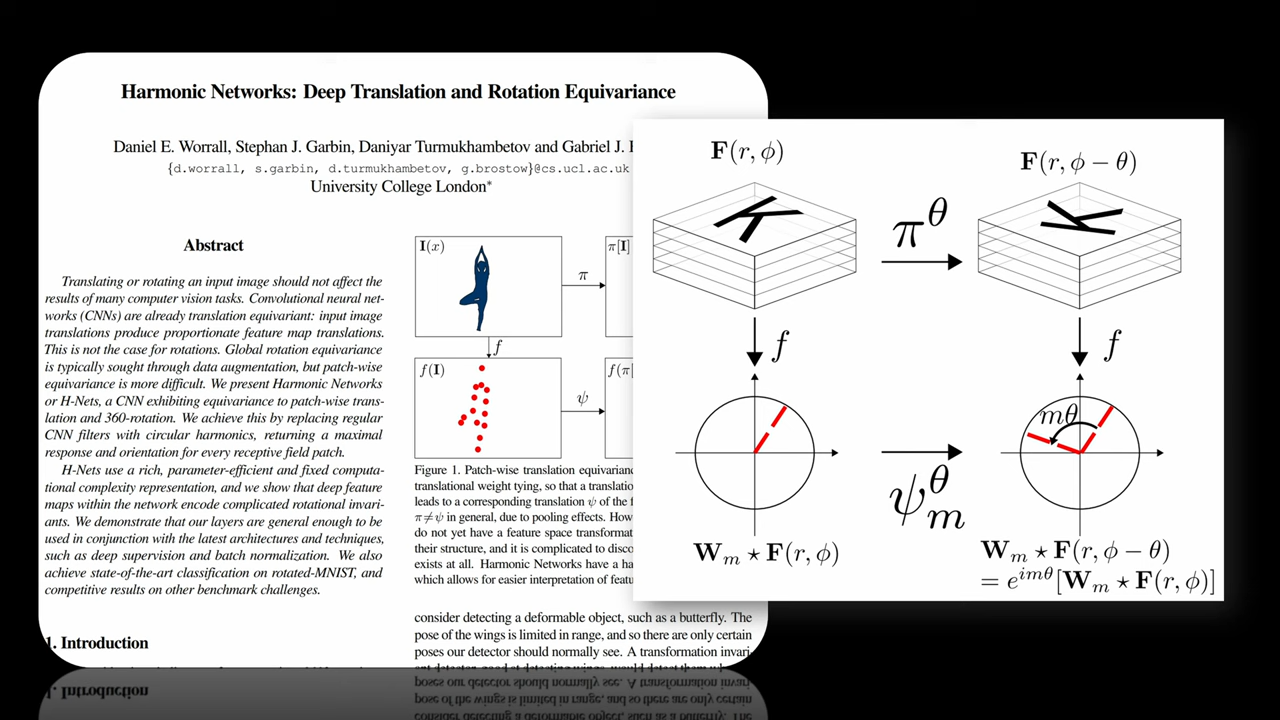 Harmonic Networks: Deep Translation and Rotation Equivariance
Daniel E. Worrall, Stephan J. Garbin, Daniyar Turmukhambetov and Gabriel J.
{d.worrall, s.garbin, d.turmukhambetov, g.brostow}@cs.ucl.ac.uk
University College London*
Abstract
Translating or rotating an input image should not affect the
results of many computer vision tasks. Convolutional neural net-
works (CNNs) are already translation equivariant: input image
translations produce proportionate feature map translations.
This is not the case for rotations. Global rotation equivariance
is typically sought through data augmentation, but patch-wise
equivariance is more difficult. We present Harmonic Networks
or H-Nets, a CNN exhibiting equivariance to patch-wise trans-
lation and 360-rotation. We achieve this by replacing regular
CNN filters with circular harmonics, returning a maximal
response and orientation for every receptive field patch.
H-Nets use a rich, parameter-efficient and fixed computa-
tional complexity representation, and we show that deep feature
maps within the network encode complicated rotational invari-
ants. We demonstrate that our layers are general enough to be
used in conjunction with the latest architectures and techniques,
such as deep supervision and batch normalization. We also
achieve state-of-the-art classification on rotated-MNIST, and
competitive results on other benchmark challenges.
1. Introduction
I(x)
π[I]
π
f
f(I)
f(π[
ψ
Figure 1. Patch-wise translation equivarianc
translational weight tying, so that a translatio
leads to a corresponding translation ψ of the f
π≠ψ in general, due to pooling effects. How
do not yet have a feature space transformat
their structure, and it is complicated to disco
exists at all. Harmonic Networks have a ha
which allows for easier interpretation of featu
consider detecting a deformable object, such as a butterfly. The
pose of the wings is limited in range, and so there are only certain
poses our detector should normally see. A transformation invari-
ant detector, good at detecting wings, would detect them
F(r, ϕ)
F(r, ϕ − θ)
K
K
π^θ
f
f
mθ
ψ_m^θ
W_m ⋆ F(r, ϕ)
W_m ⋆ F(r, ϕ − θ)
= e^{imθ}[W_m ⋆ F(r, ϕ)]